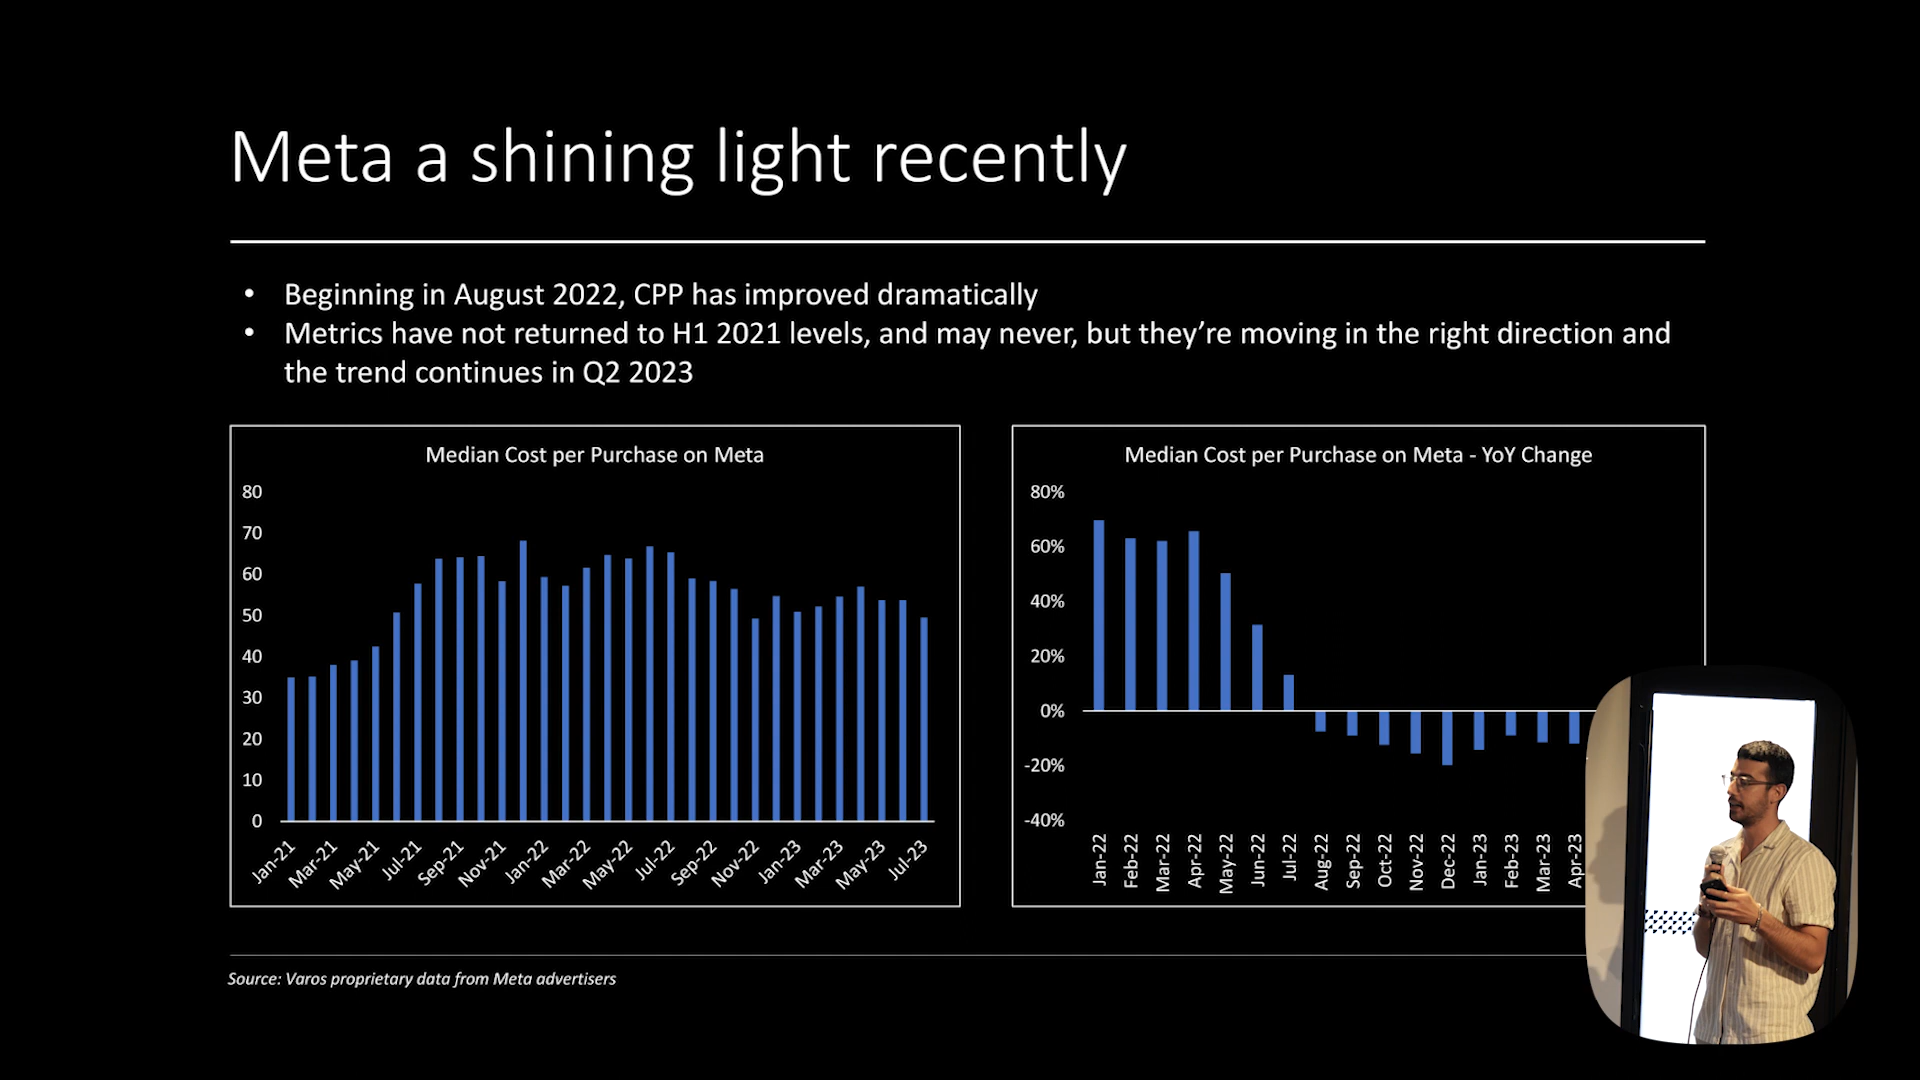 Meta a shining light recently
• Beginning in August 2022, CPP has improved dramatically
• Metrics have not returned to H1 2021 levels, and may never, but they’re moving in the right direction and
the trend continues in Q2 2023
Median Cost per Purchase on Meta
80
70
60
50
40
30
20
10
0
Jan-21
Mar-21
May-21
Jul-21
Sep-21
Nov-21
Jan-22
Mar-22
May-22
Jul-22
Sep-22
Nov-22
Jan-23
Mar-23
May-23
Jul-23
Median Cost per Purchase on Meta - YoY Change
80%
60%
40%
20%
0%
-20%
-40%
Jan-22
Feb-22
Mar-22
Apr-22
May-22
Jun-22
Jul-22
Aug-22
Sep-22
Oct-22
Nov-22
Dec-22
Jan-23
Feb-23
Mar-23
Apr-23
Source: Varos proprietary data from Meta advertisers